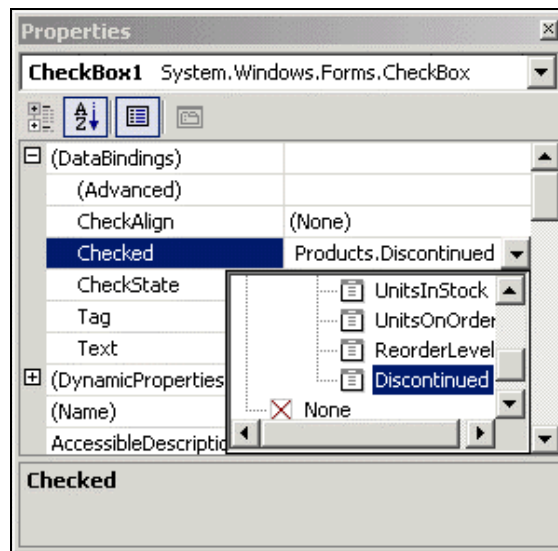 Properties
CheckBox1 System.Windows.Forms.CheckBox
(DataBindings)
(Advanced)
CheckAlign (None)
Checked Products.Discontinued
CheckState
Tag
Text
(DynamicProperties
(Name)
AccessibleDescriptio
UnitsInStock
UnitsOnOrder
ReorderLevel
Discontinued
None
Checked